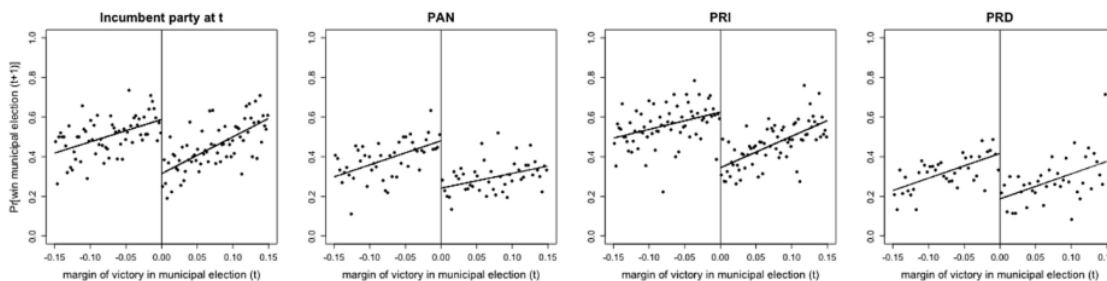 Incumbent party at t
PAN
PRI
PRD
Pr[win municipal election (t+1)]
1.0
0.8
0.6
0.4
0.2
0.0
-0.15 -0.10 -0.05 0.00 0.05 0.10 0.15
margin of victory in municipal election (t)
1.0
0.8
0.6
0.4
0.2
0.0
-0.15 -0.10 -0.05 0.00 0.05 0.10 0.15
margin of victory in municipal election (t)
1.0
0.8
0.6
0.4
0.2
0.0
-0.15 -0.10 -0.05 0.00 0.05 0.10 0.15
margin of victory in municipal election (t)
1.0
0.8
0.6
0.4
0.2
0.0
-0.15 -0.10 -0.05 0.00 0.05 0.10
margin of victory in municipal election (t)